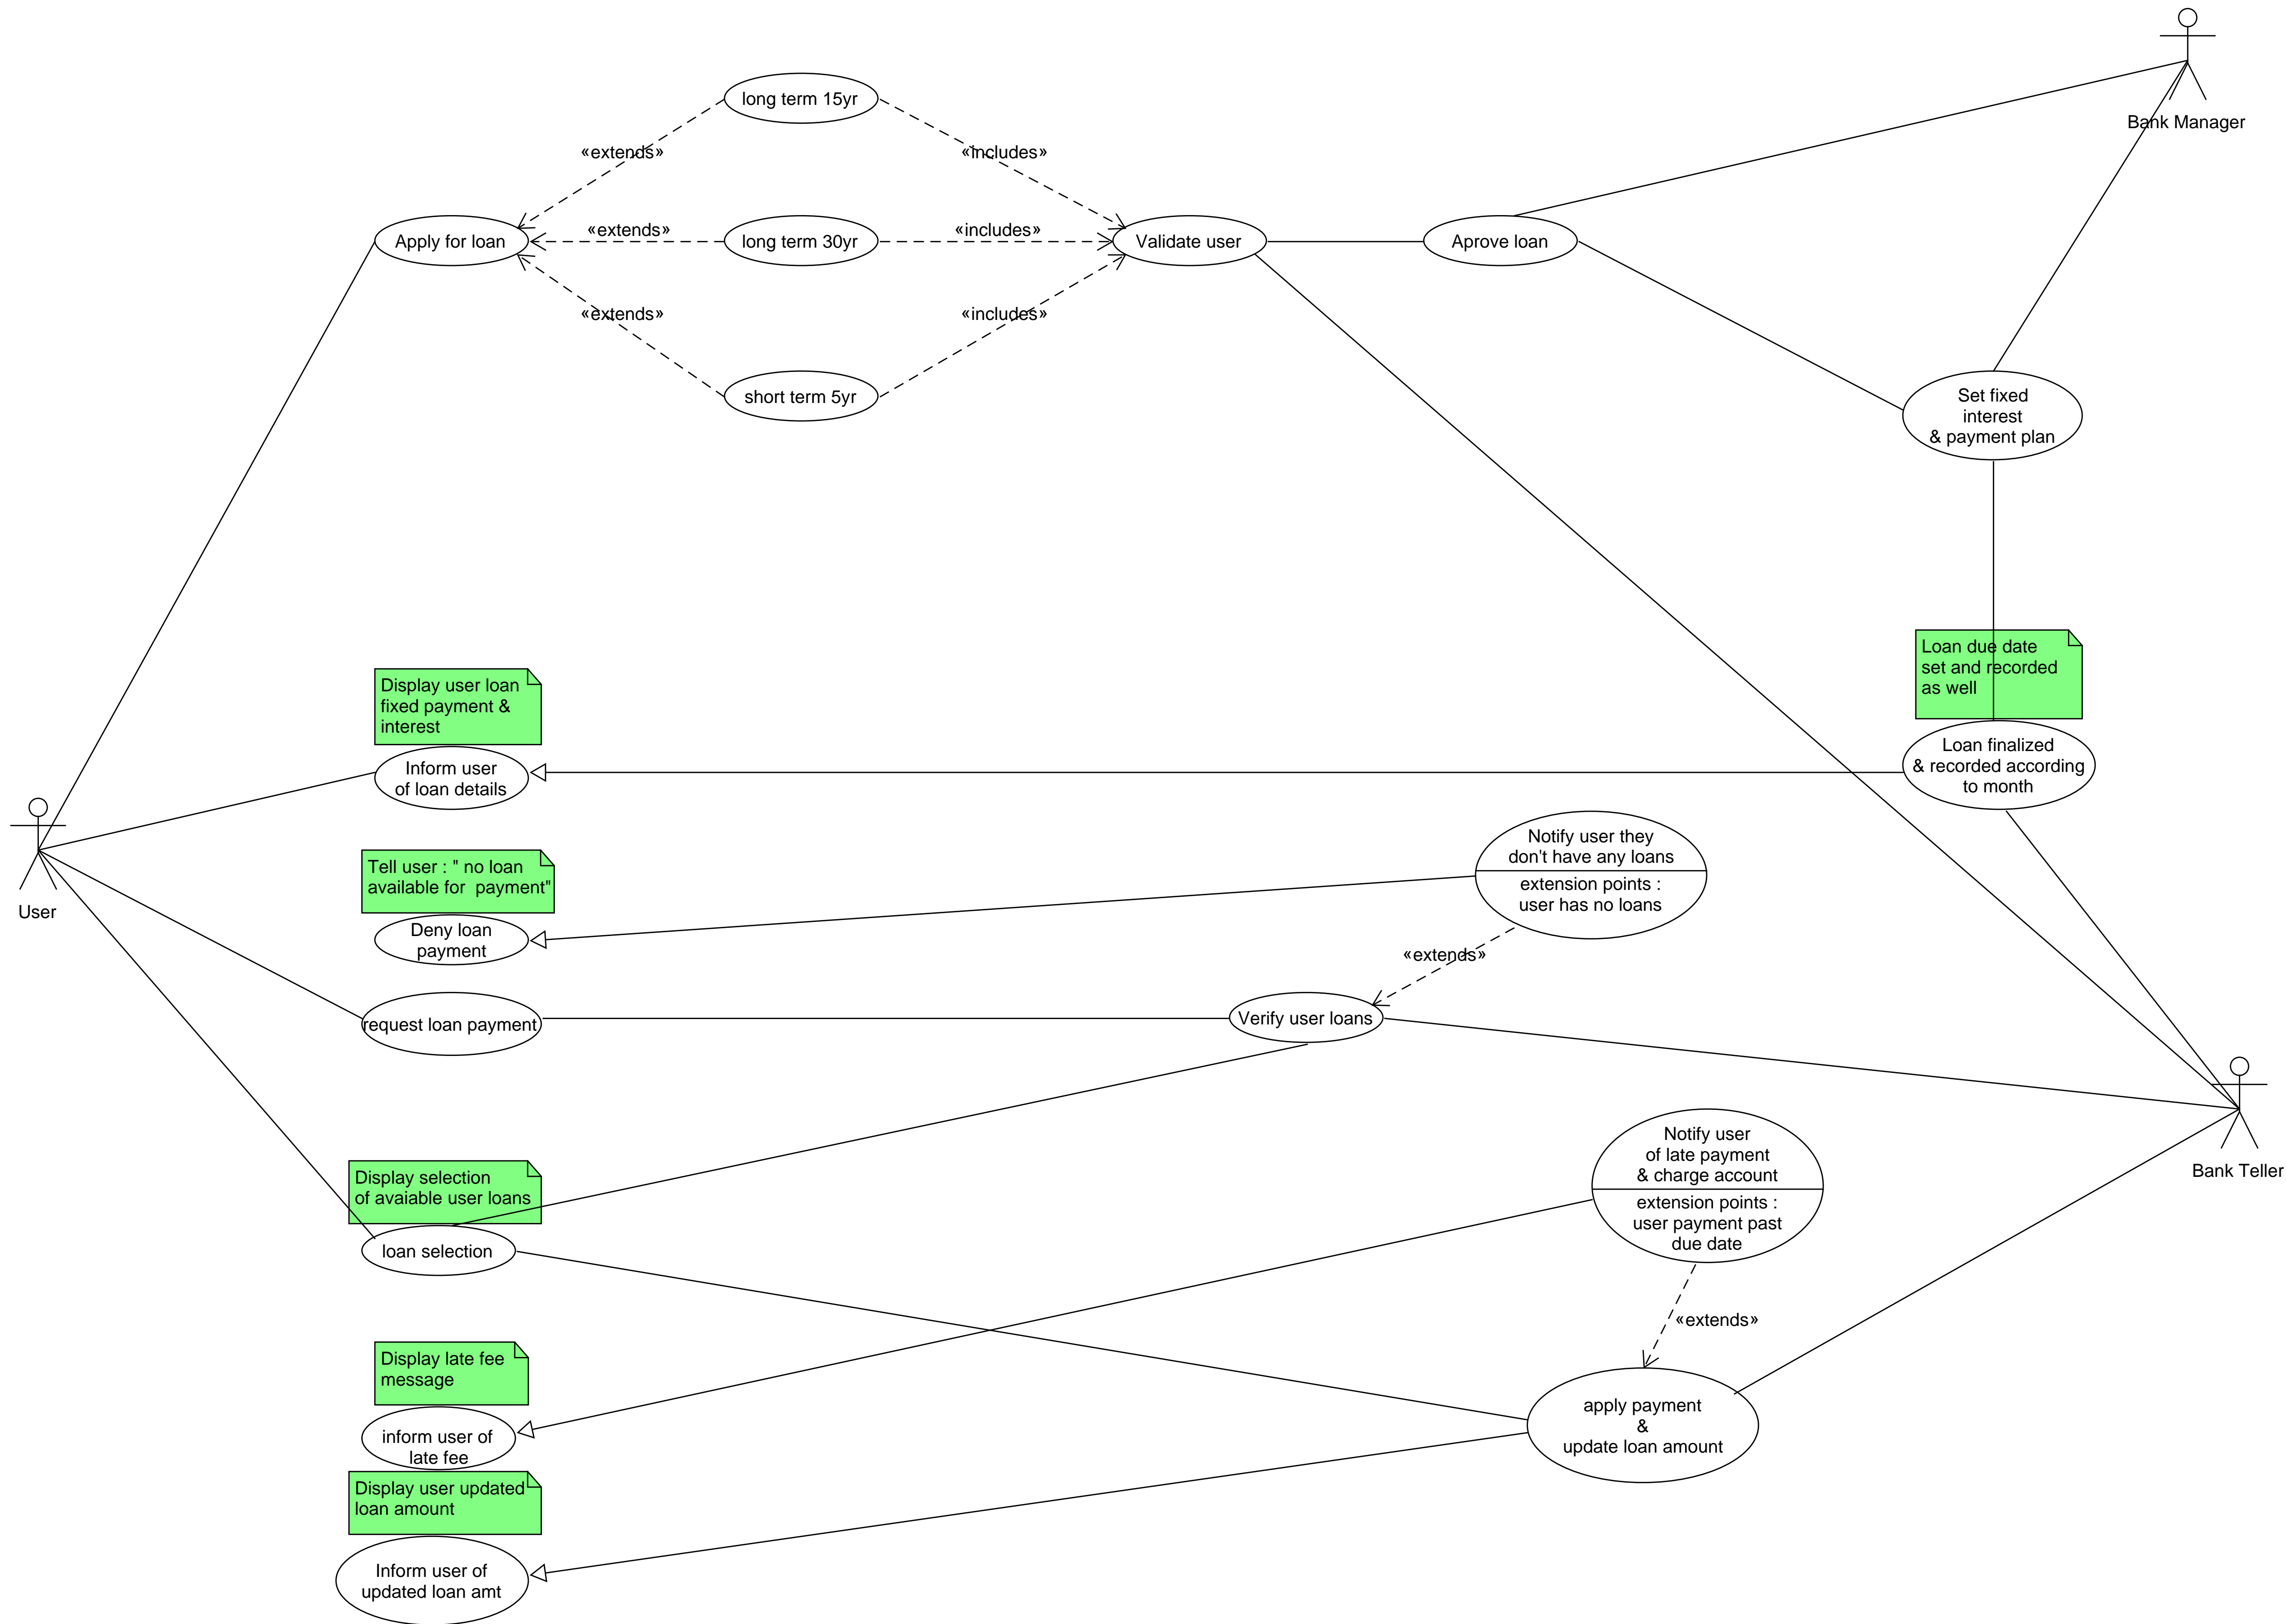 Bank Manager
long term 15yr
«extends»
«includes»
Apply for loan
«extends»
long term 30yr
«includes»
Validate user
Aprove loan
«extends»
«includes»
short term 5yr
Set fixed
interest
& payment plan
Loan due date
set and recorded
as well
Display user loan
fixed payment &
interest
Inform user
of loan details
Loan finalized
& recorded according
to month
User
Tell user : " no loan
available for  payment"
Deny loan
payment
Notify user they
don't have any loans
extension points :
user has no loans
«extends»
request loan payment
Verify user loans
Bank Teller
Display selection
of avaiable user loans
loan selection
Notify user
of late payment
& charge account
extension points :
user payment past
due date
«extends»
Display late fee
message
inform user of
late fee
apply payment
&
update loan amount
Display user updated
loan amount
Inform user of
updated loan amt